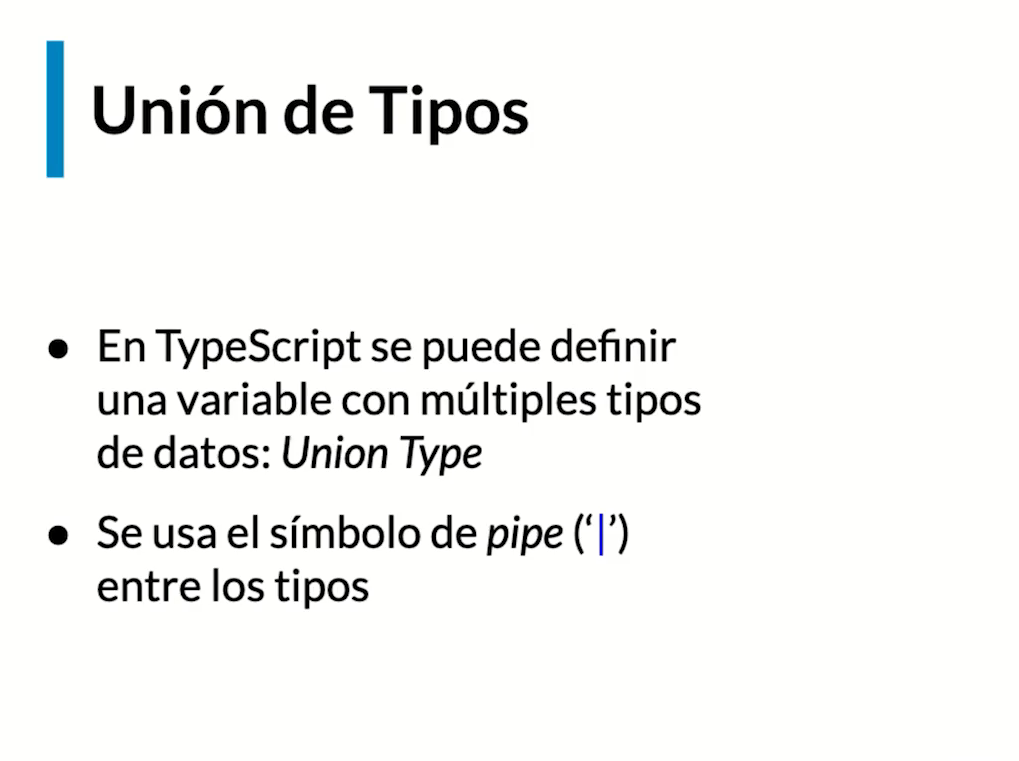 Unión de Tipos
● En TypeScript se puede definir
una variable con múltiples tipos
de datos: Union Type
● Se usa el símbolo de pipe (‘|’)
entre los tipos